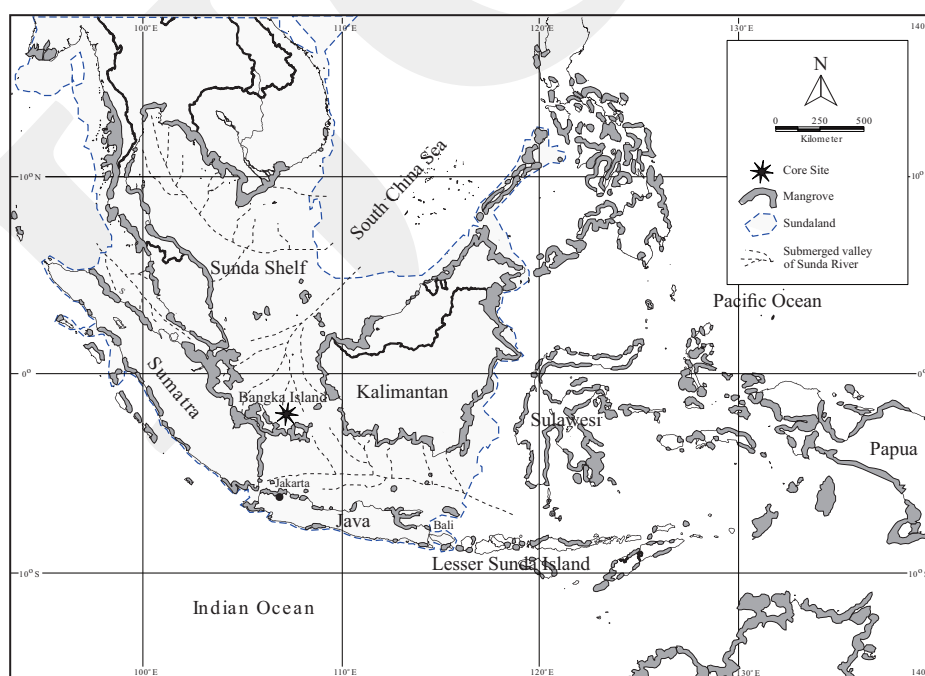 100°E 110°E 120°E 130°E 140
N
0 250 500
Kilometer
Core Site
Mangrove
Sundaland
Submerged valley
of Sunda River
10°N 10°
South China Sea
Sunda Shelf
Pacific Ocean
0° 0°
Sumatra
Bangka Island
Kalimantan
Sulawesi
Papua
Jakarta
Java
Bali
Lesser Sunda Island
10°S 10°S
Indian Ocean
100°E 110°E 120°E 130°E 140